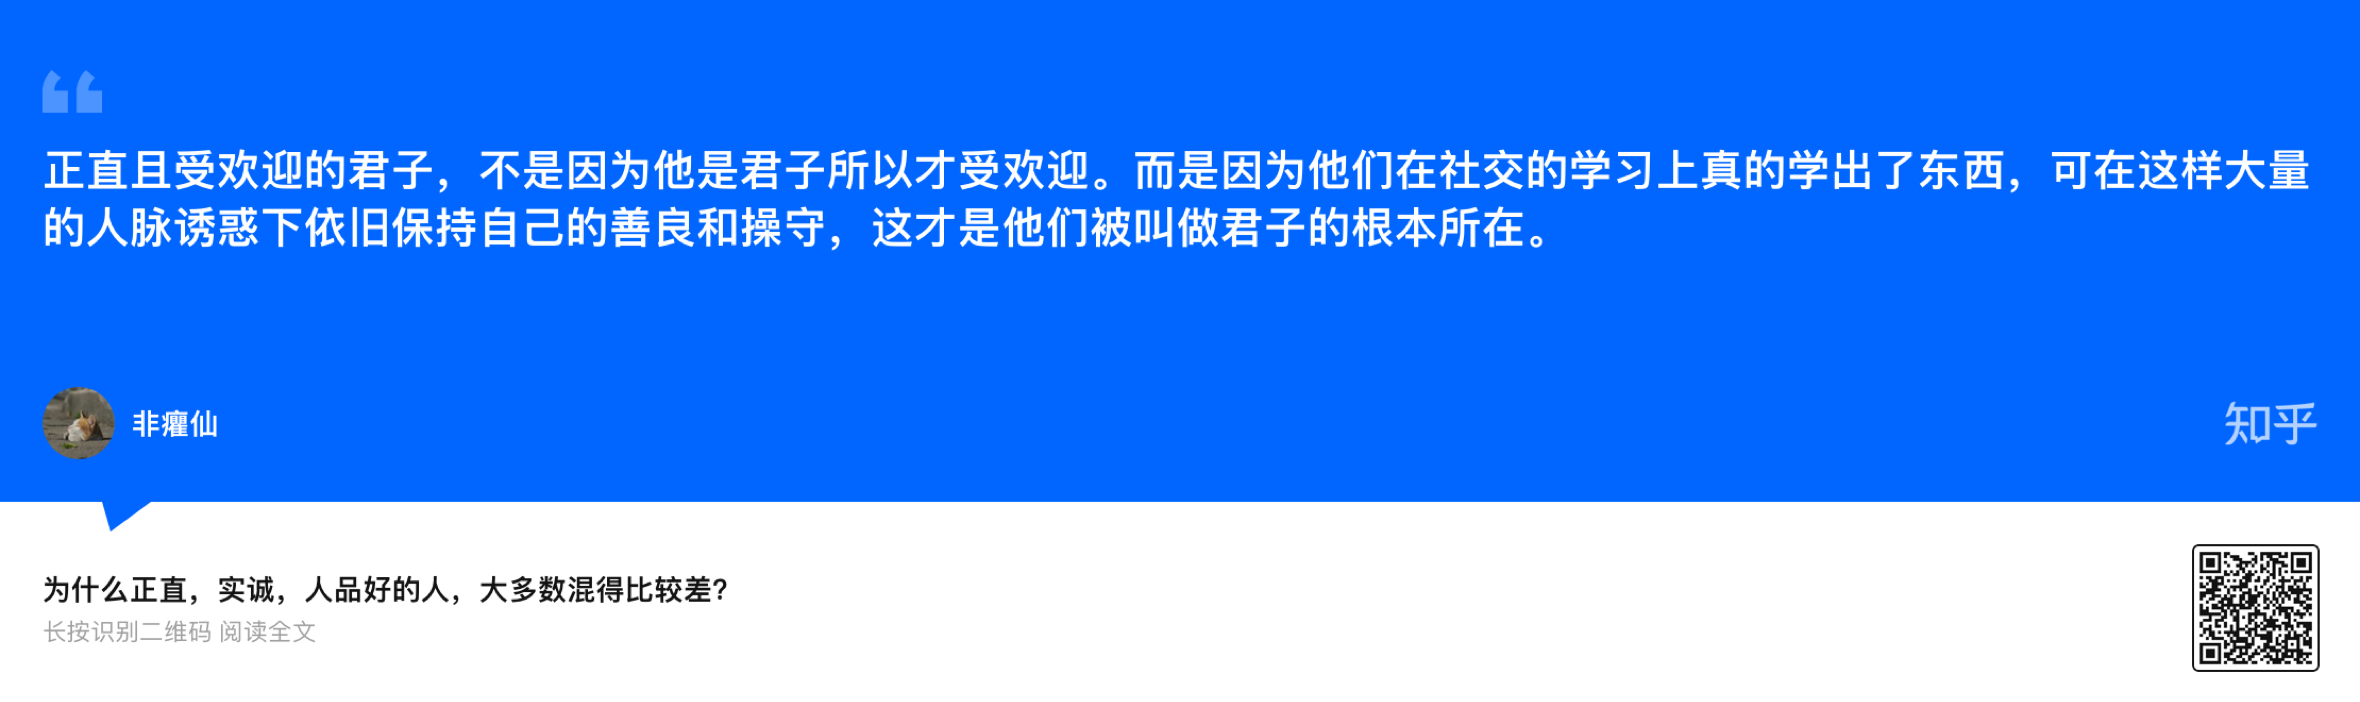 正直且受欢迎的君子，不是因为他是君子所以才受欢迎。而是因为他们在社交的学习上真的学出了东西，可在这样大量
的人脉诱惑下依旧保持自己的善良和操守，这才是他们被叫做君子的根本所在。
非癯仙
知乎
为什么正直，实诚，人品好的人，大多数混得比较差？
长按识别二维码 阅读全文